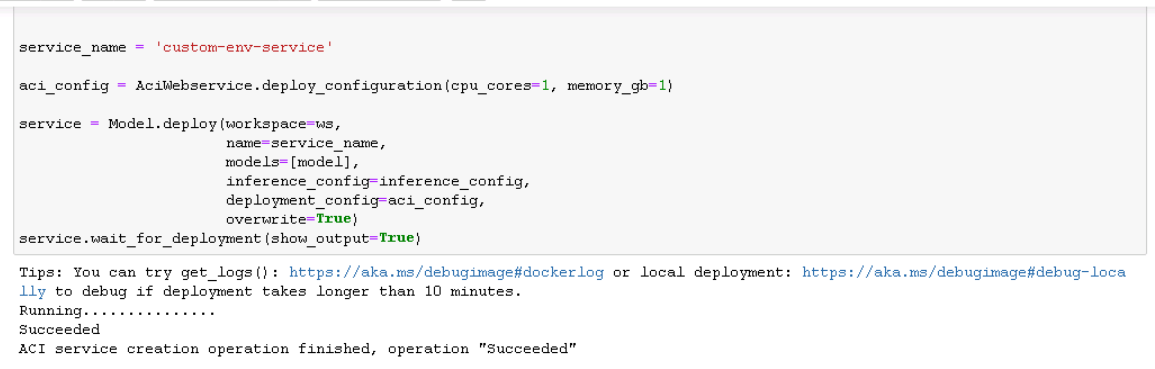 service_name = 'custom-env-service'
aci_config = AciWebservice.deploy_configuration(cpu_cores=1, memory_gb=1)
service = Model.deploy(workspace=ws,
                       name=service_name,
                       models=[model],
                       inference_config=inference_config,
                       deployment_config=aci_config,
                       overwrite=True)
service.wait_for_deployment(show_output=True)
Tips: You can try get_logs(): https://aka.ms/debugimage#dockerlog or local deployment: https://aka.ms/debugimage#debug-loca
lly to debug if deployment takes longer than 10 minutes.
Running...............
Succeeded
ACI service creation operation finished, operation "Succeeded"